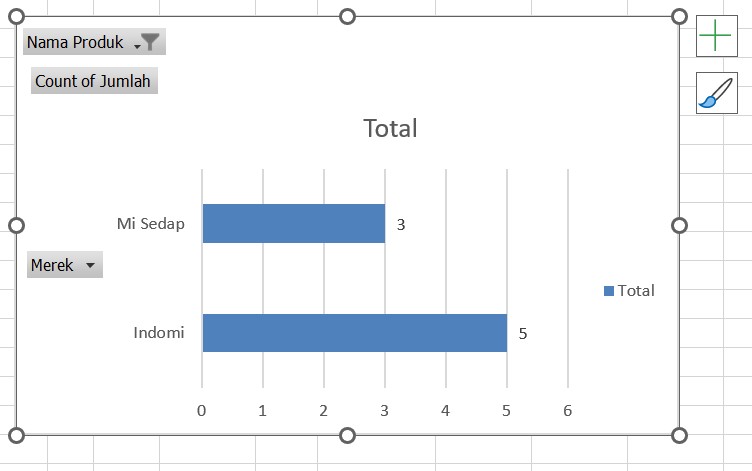 Nama Produk
Count of Jumlah
Total
Mi Sedap
3
Merek
Total
Indomi
5
0 1 2 3 4 5 6